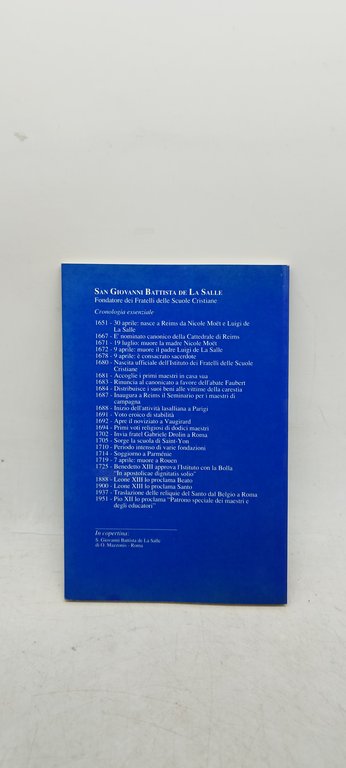 SAN GIOVANNI BATTISTA DE LA SALLE
Fondatore dei Fratelli delle Scuole Cristiane
Cronologia essenziale
1651 - 30 aprile: nasce a Reims da Nicole Moët e Luigi de
La Salle
1667 - E' nominato canonico della Cattedrale di Reims
1671 - 19 luglio: muore la madre Nicole Moët
1672 - 9 aprile: muore il padre Luigi de La Salle
1678 - 9 aprile: è consacrato sacerdote
1680 - Nascita ufficiale dell'Istituto dei Fratelli delle Scuole
Cristiane
1681 - Accoglie i primi maestri in casa sua
1683 - Rinuncia al canonicato a favore dell'abate Faubert
1684 - Distribuisce i suoi beni alle vittime della carestia
1687 - Inaugura a Reims il Seminario per i maestri di
campagna
1688 - Inizio dell'attività lasalliana a Parigi
1691 - Voto eroico di stabilità
1692 - Apre il noviziato a Vaugirard
1694 - Primi voti religiosi di dodici maestri
1702 - Invia fratel Gabriele Drolin a Roma
1705 - Sorge la scuola di Saint-Yon
1710 - Periodo intenso di varie fondazioni
1714 - Soggiorno a Parménie
1719 - 7 aprile: muore a Rouen
1725 - Benedetto XIII approva l'Istituto con la Bolla
"In apostolicae dignitatis solio"
1888 - Leone XIII lo proclama Beato
1900 - Leone XIII lo proclama Santo
1937 - Traslazione delle reliquie del Santo dal Belgio a Roma
1951 - Pio XII lo proclama "Patrono speciale dei maestri e
degli educatori"
In copertina:
S. Giovanni Battista de La Salle
di G. Mazzonis - Roma